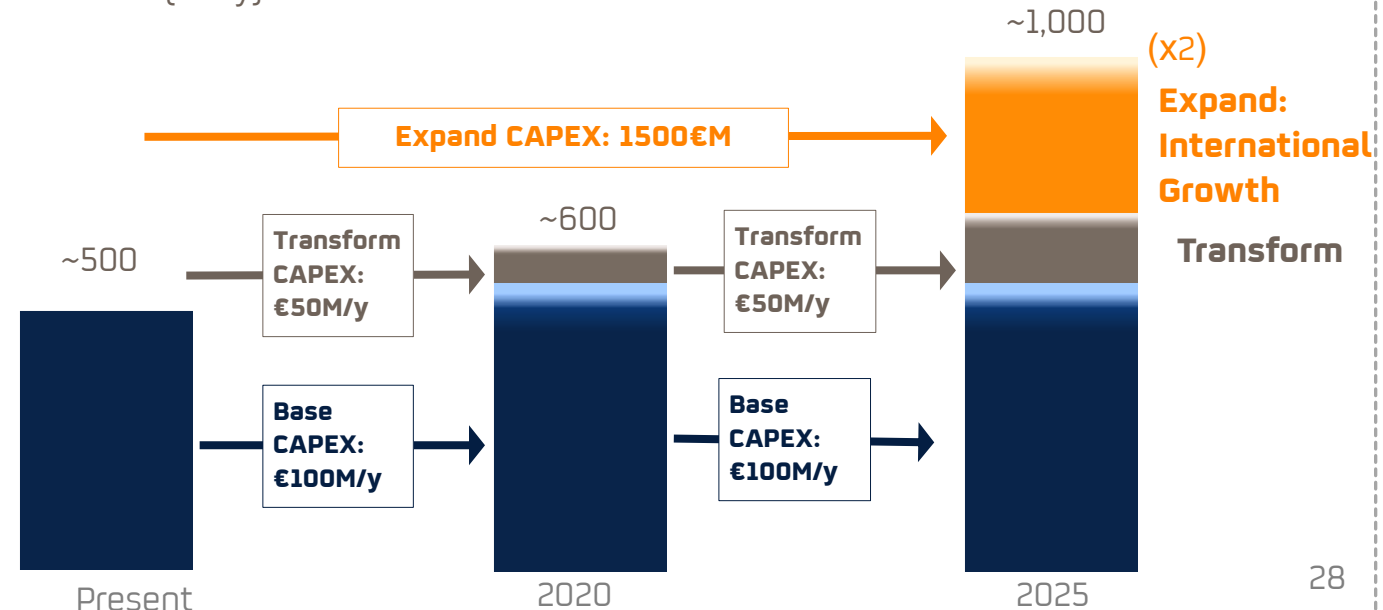 ~1,000
(x2)
Expand:
International
Growth
Expand CAPEX: 1500€M
~600
~500
Transform
CAPEX:
€50M/y
Transform
CAPEX:
€50M/y
Transform
Base
CAPEX:
€100M/y
Base
CAPEX:
€100M/y
Present
2020
2025
28